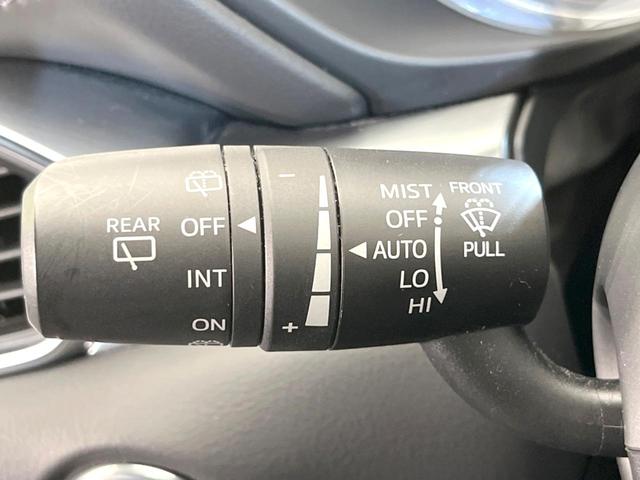 REAR
OFF
INT
ON
−
+
MIST
OFF
AUTO
LO
HI
FRONT
PULL